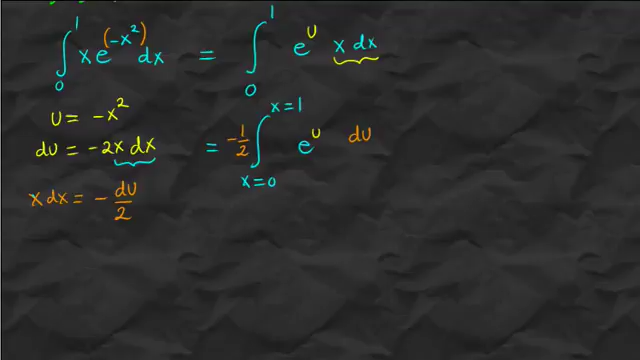 ∫₀¹ x e^(-x²) dx = ∫₀¹ e^u x dx
u = -x²
du = -2x dx = -1/2 ∫_{x=0}^{x=1} e^u du
x dx = - du/2